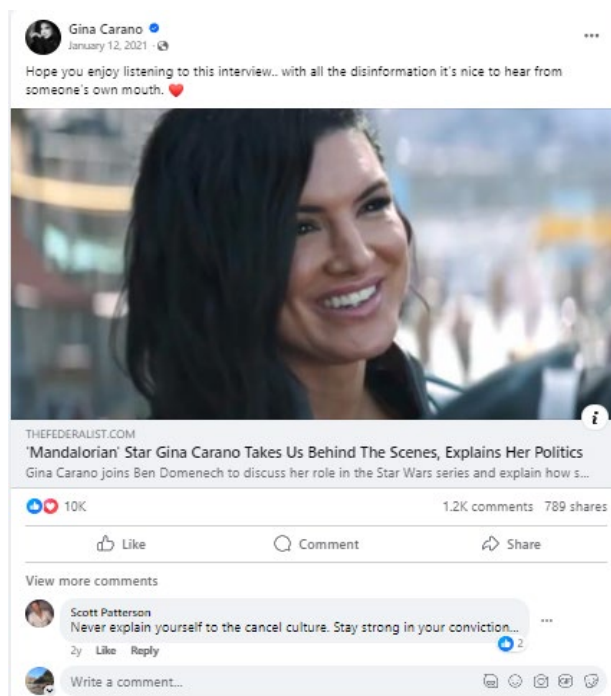 Gina Carano
January 12, 2021 ·
Hope you enjoy listening to this interview.. with all the disinformation it's nice to hear from
someone's own mouth. ❤️
THEFEDERALIST.COM
'Mandalorian' Star Gina Carano Takes Us Behind The Scenes, Explains Her Politics
Gina Carano joins Ben Domenech to discuss her role in the Star Wars series and explain how s...
10K 1.2K comments 789 shares
Like Comment Share
View more comments
Scott Patterson
Never explain yourself to the cancel culture. Stay strong in your conviction...
2y Like Reply 2
Write a comment...
GIF